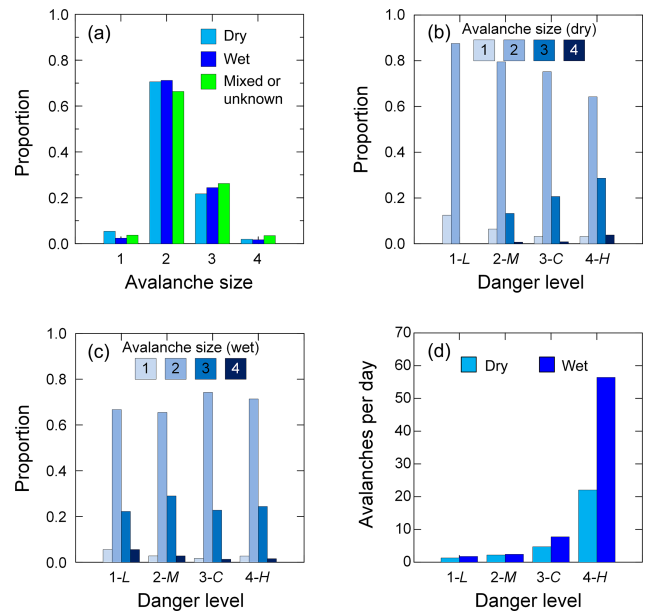 (a)
Dry
Wet
Mixed or
unknown
1.0
0.8
0.6
0.4
0.2
0.0
Proportion
1 2 3 4
Avalanche size
(b)
Avalanche size (dry)
1 2 3 4
1.0
0.8
0.6
0.4
0.2
0.0
Proportion
1-L 2-M 3-C 4-H
Danger level
(c)
Avalanche size (wet)
1 2 3 4
1.0
0.8
0.6
0.4
0.2
0.0
Proportion
1-L 2-M 3-C 4-H
Danger level
(d)
Dry Wet
70
60
50
40
30
20
10
0
Avalanches per day
1-L 2-M 3-C 4-H
Danger level